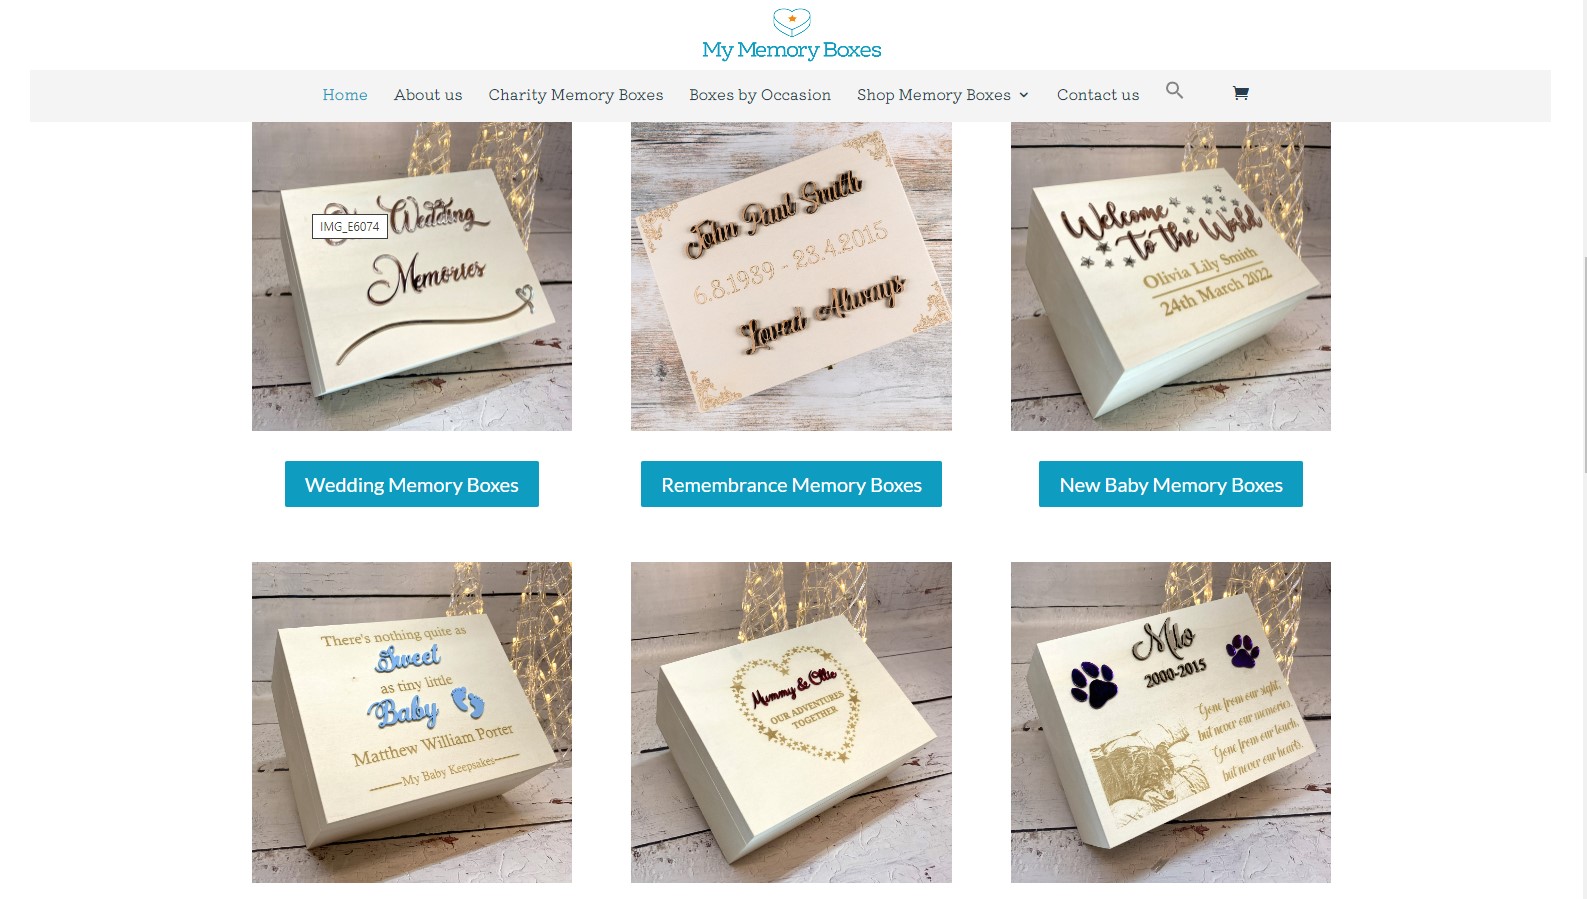 My Memory Boxes
Home About us Charity Memory Boxes Boxes by Occasion Shop Memory Boxes Contact us
Wedding
IMG_E6074
Memories
John Paul Smith
6.8.1939 - 23.4.2015
Loved Always
Welcome
to the World
Olivia Lily Smith
24th March 2022
Wedding Memory Boxes
Remembrance Memory Boxes
New Baby Memory Boxes
There's nothing quite as
Sweet
as tiny little
Baby
Matthew William Porter
My Baby Keepsakes
Mummy & Ollie
OUR ADVENTURES
TOGETHER
Milo
2000-2015
Gone from our sight,
but never our memories.
Gone from our touch,
but never our hearts.